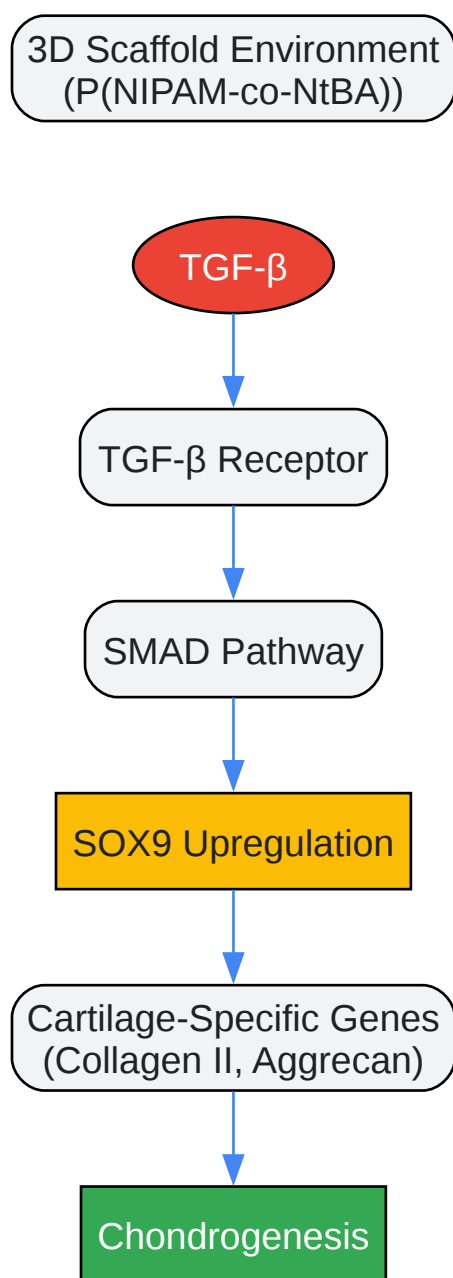 3D Scaffold Environment
(P(NIPAM-co-NtBA))
TGF-β
TGF-β Receptor
SMAD Pathway
SOX9 Upregulation
Cartilage-Specific Genes
(Collagen II, Aggrecan)
Chondrogenesis